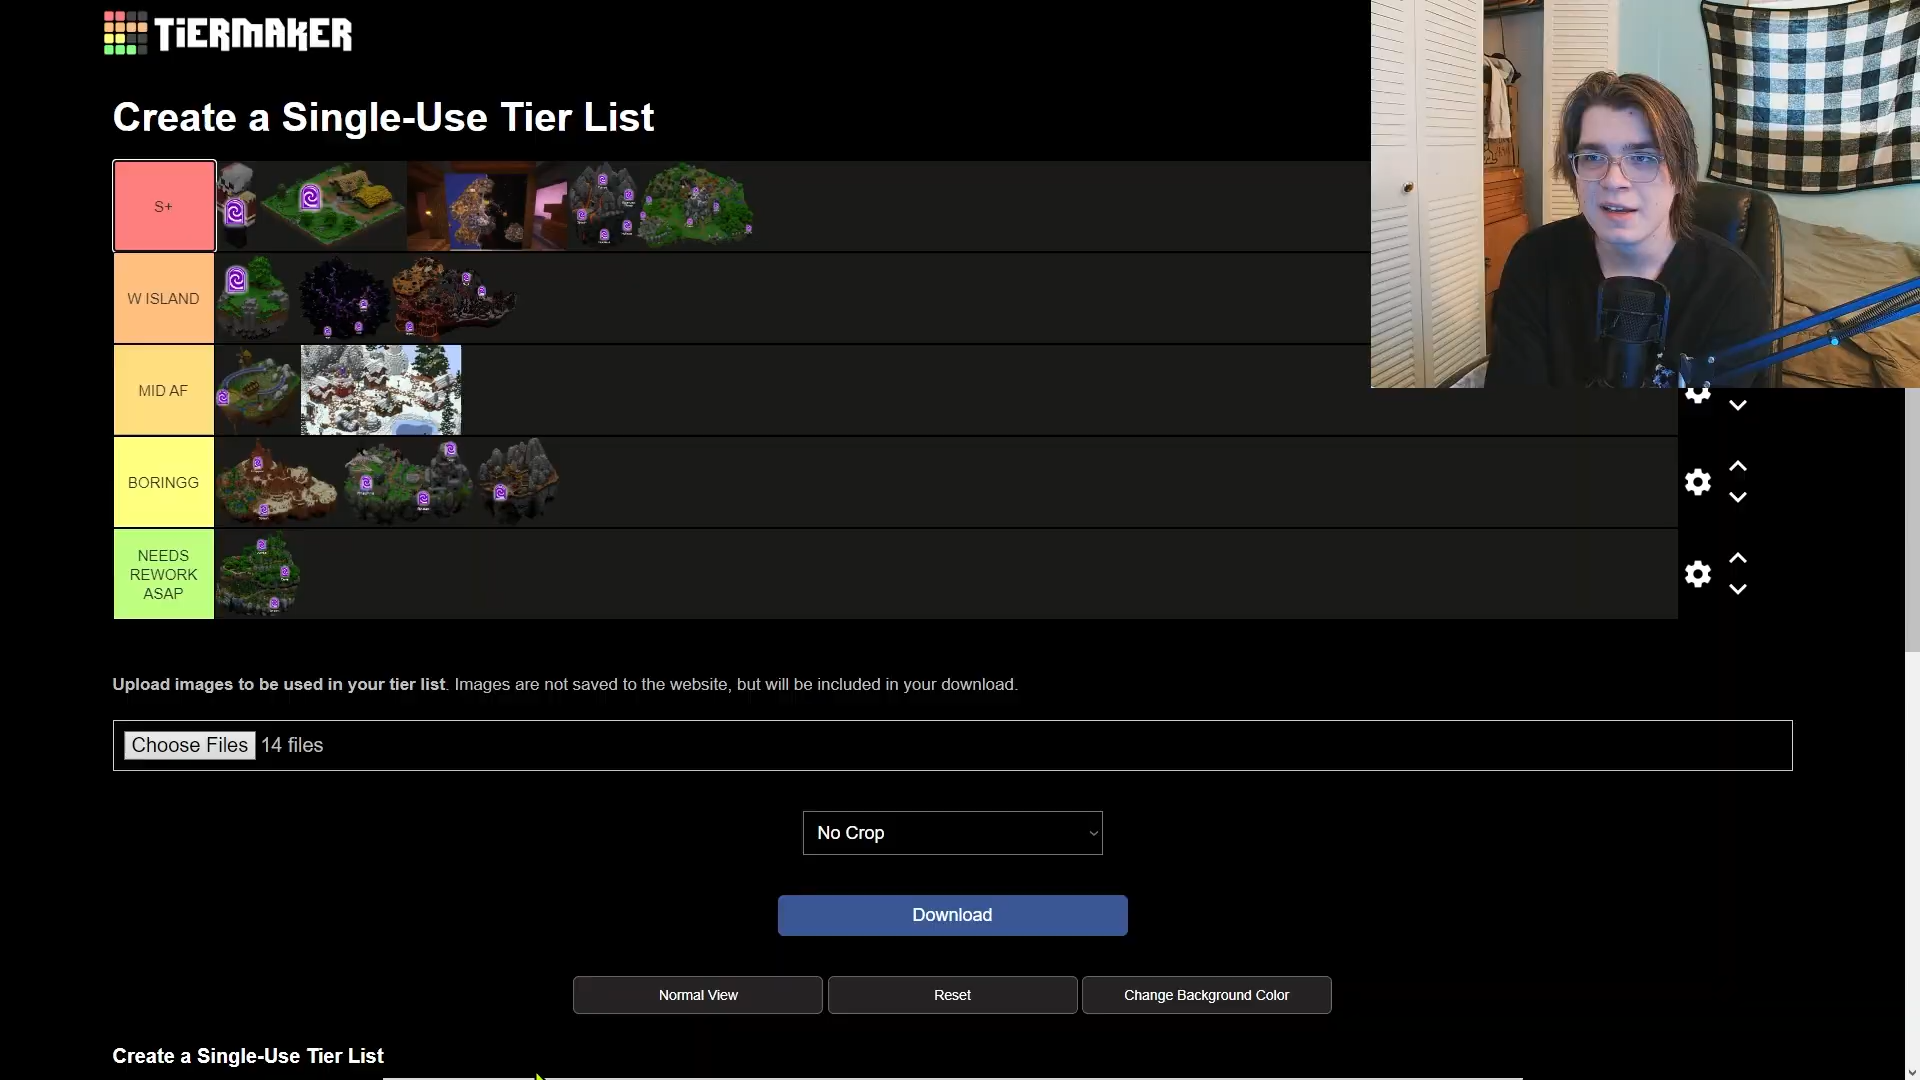 TiERMAKER
Create a Single-Use Tier List
S+
W ISLAND
MID AF
BORINGG
NEEDS
REWORK
ASAP
Upload images to be used in your tier list. Images are not saved to the website, but will be included in your download.
Choose Files 14 files
No Crop
Download
Normal View
Reset
Change Background Color
Create a Single-Use Tier List